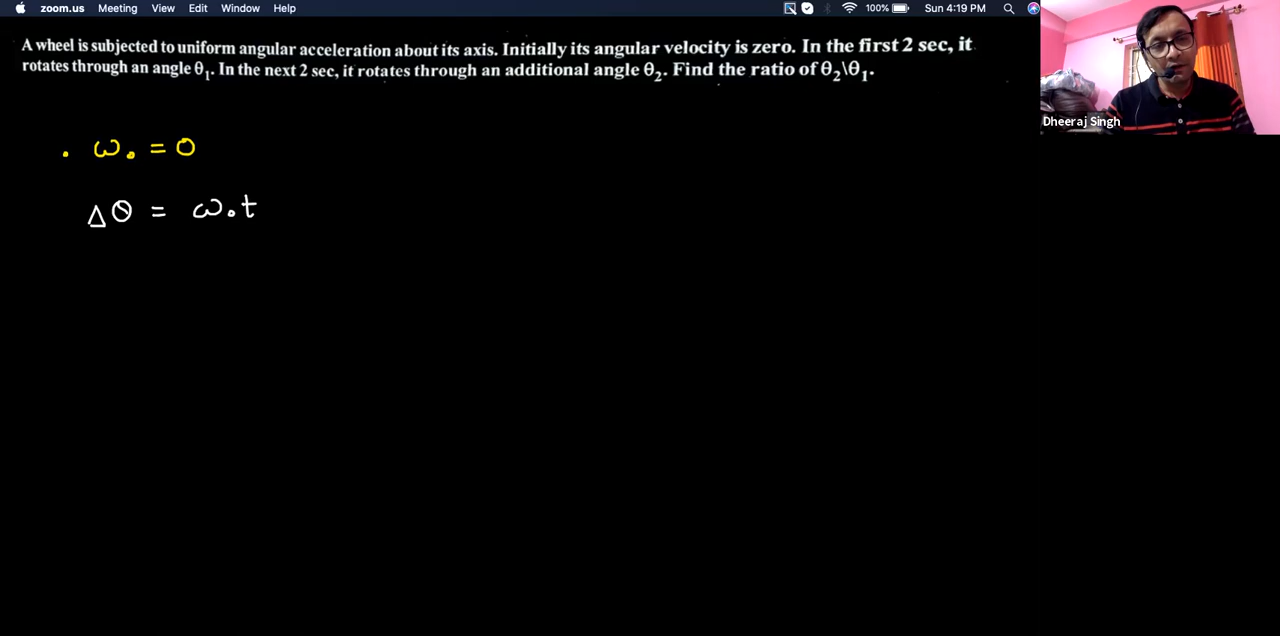 zoom.us Meeting View Edit Window Help 100% Sun 4:19 PM
A wheel is subjected to uniform angular acceleration about its axis. Initially its angular velocity is zero. In the first 2 sec, it
rotates through an angle θ₁. In the next 2 sec, it rotates through an additional angle θ₂. Find the ratio of θ₂\θ₁.
Dheeraj Singh
. ω₀ = 0
Δθ = ω₀t